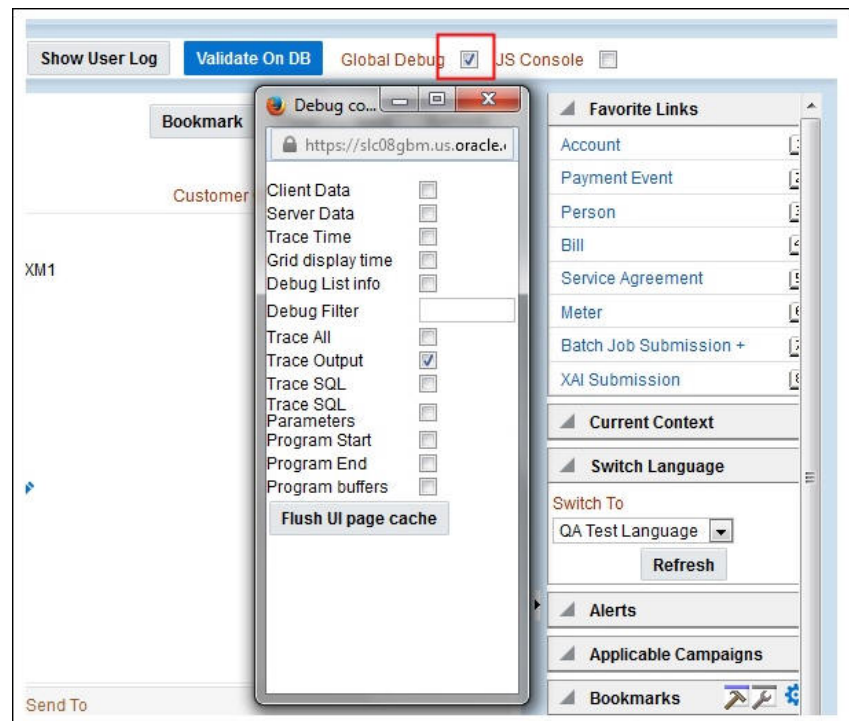 Show User Log Validate On DB Global Debug JS Console
Bookmark
Customer
XM1
Send To
Debug co...
https://slc08gbm.us.oracle.
Client Data
Server Data
Trace Time
Grid display time
Debug List info
Debug Filter
Trace All
Trace Output
Trace SQL
Trace SQL
Parameters
Program Start
Program End
Program buffers
Flush UI page cache
Favorite Links
Account
Payment Event
Person
Bill
Service Agreement
Meter
Batch Job Submission +
XAI Submission
Current Context
Switch Language
Switch To
QA Test Language
Refresh
Alerts
Applicable Campaigns
Bookmarks